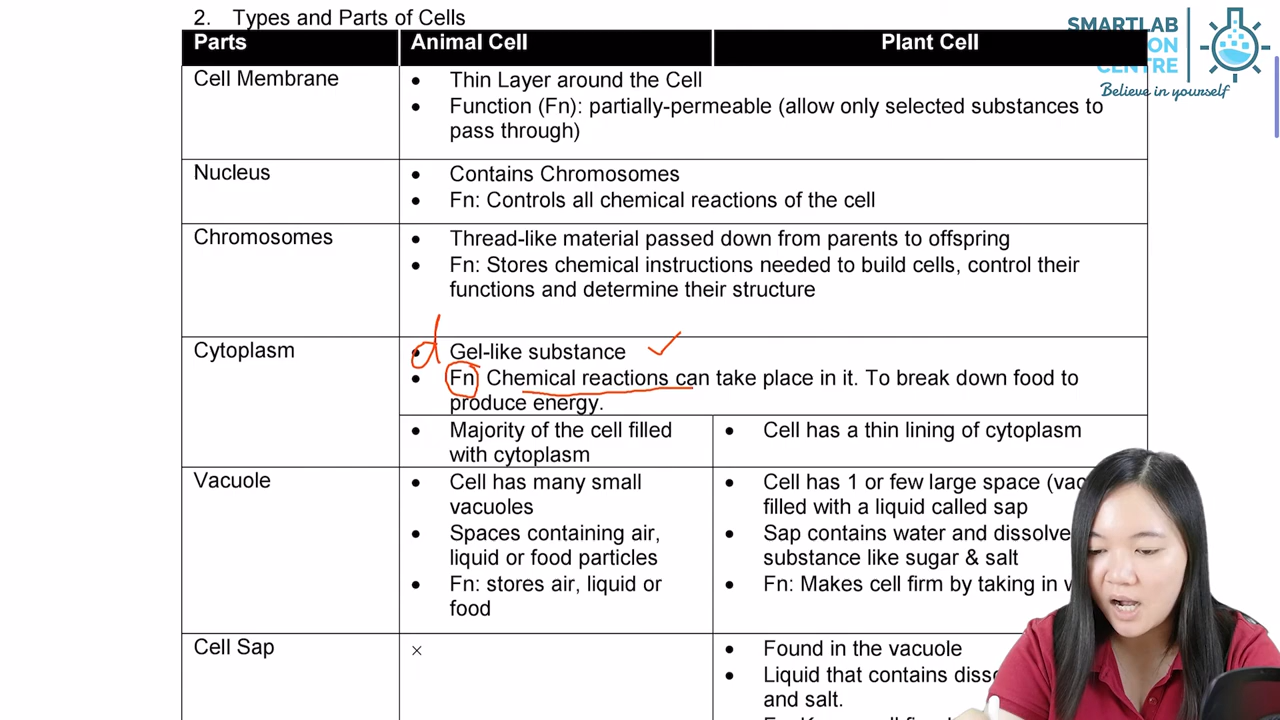 2. Types and Parts of Cells
SMARTLAB
ON
CENTRE
Believe in yourself
Parts
Animal Cell
Plant Cell
Cell Membrane
• Thin Layer around the Cell
• Function (Fn): partially-permeable (allow only selected substances to
pass through)
Nucleus
• Contains Chromosomes
• Fn: Controls all chemical reactions of the cell
Chromosomes
• Thread-like material passed down from parents to offspring
• Fn: Stores chemical instructions needed to build cells, control their
functions and determine their structure
Cytoplasm
d
• Gel-like substance
• Fn Chemical reactions can take place in it. To break down food to
produce energy.
• Majority of the cell filled
with cytoplasm
• Cell has a thin lining of cytoplasm
Vacuole
• Cell has many small
vacuoles
• Spaces containing air,
liquid or food particles
• Fn: stores air, liquid or
food
• Cell has 1 or few large space
filled with a liquid called sap
• Sap contains water and
substance like sugar & salt
• Fn: Makes cell firm by taking in
Cell Sap
×
• Found in the vacuole
• Liquid that contains
and salt.